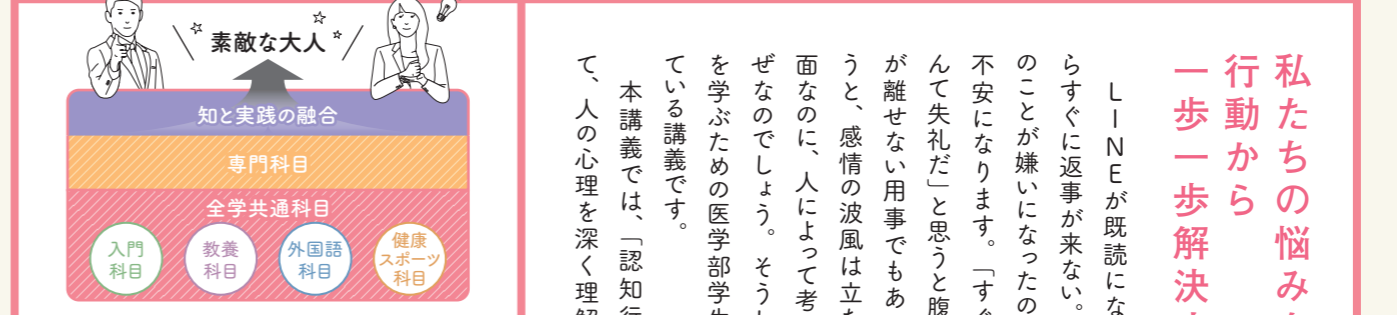 素敵な大人
知と実践の融合
専門科目
全学共通科目
入門
科目
教養
科目
外国語
科目
健康
スポーツ
科目
私たちの悩み
行動から
一歩一歩解決
LINEが既読にな
らすぐに返事が来ない。
のことが嫌いになったの
不安になります。「すぐ
んて失礼だ」と思うと腹
が離せない用事でもあ
うと、感情の波風は立
面なのに、人によって考
ぜなのでしょう。そうし
を学ぶための医学部学生
ている講義です。
本講義では、「認知行
て、人の心理を深く理解